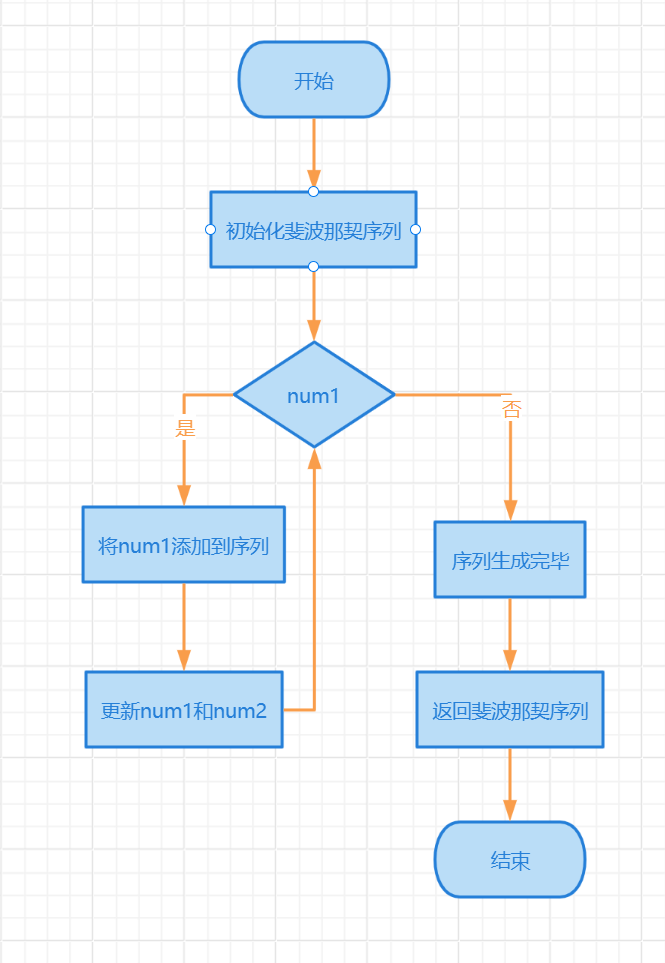 开始
初始化斐波那契序列
num1
是
否
将num1添加到序列
序列生成完毕
更新num1和num2
返回斐波那契序列
结束